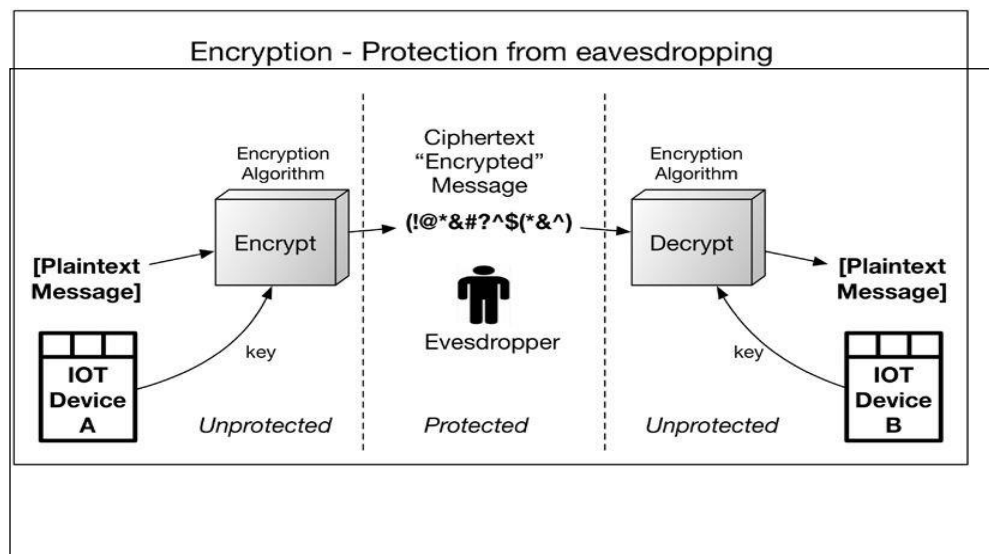 Encryption - Protection from eavesdropping
Encryption
Algorithm
Encrypt
Ciphertext
“Encrypted”
Message
(!@*&#?^$(*&^)
Encryption
Algorithm
Decrypt
[Plaintext
Message]
[Plaintext
Message]
Evesdropper
key
key
IOT
Device
A
IOT
Device
B
Unprotected
Protected
Unprotected